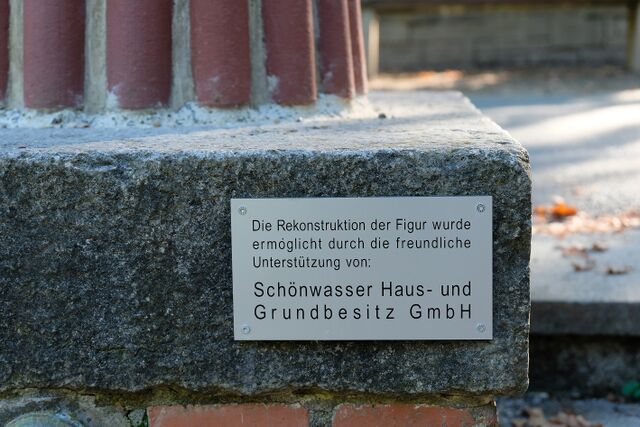 Die Rekonstruktion der Figur wurde
ermöglicht durch die freundliche
Unterstützung von:
Schönwasser Haus- und
Grundbesitz GmbH